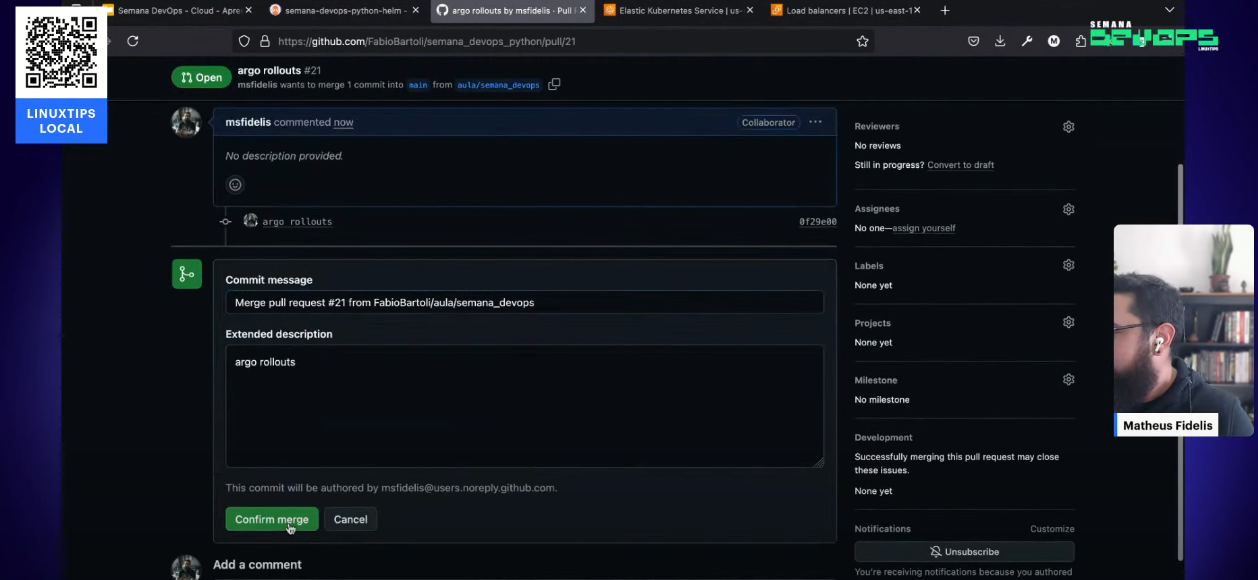 Semana DevOps - Cloud - Apre
semana-devops-python-helm -
argo rollouts by msfidelis · Pull
Elastic Kubernetes Service | us-
Load balancers | EC2 | us-east-1
SEMANA
DEVOPS
LINUXTIPS
https://github.com/FabioBartoli/semana_devops_python/pull/21
M
LINUXTIPS
LOCAL
Open
argo rollouts #21
msfidelis wants to merge 1 commit into main from aula/semana_devops
msfidelis commented now
Collaborator
No description provided.
argo rollouts
0f29e00
Commit message
Merge pull request #21 from FabioBartoli/aula/semana_devops
Extended description
argo rollouts
This commit will be authored by msfidelis@users.noreply.github.com.
Confirm merge
Cancel
Add a comment
Reviewers
No reviews
Still in progress? Convert to draft
Assignees
No one—assign yourself
Labels
None yet
Projects
None yet
Milestone
No milestone
Development
Successfully merging this pull request may close
these issues.
None yet
Notifications
Customize
Unsubscribe
You're receiving notifications because you authored
Matheus Fidelis